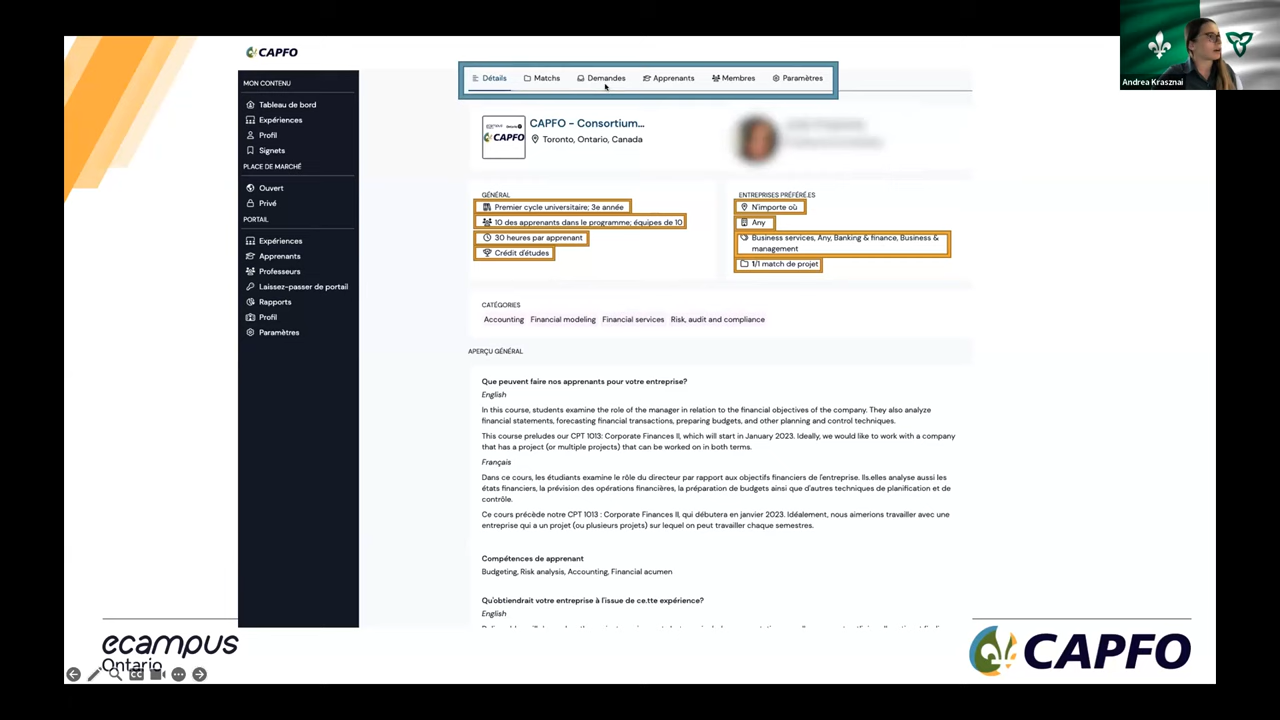 CAPFO
MON CONTENU
Tableau de bord
Expériences
Profil
Signets
PLACE DE MARCHÉ
Ouvert
Privé
PORTAIL
Expériences
Apprenants
Professeurs
Laissez-passer de portail
Rapports
Profil
Paramètres
Détails Matchs Demandes Apprenants Membres Paramètres
CAPFO
CAPFO - Consortium...
Toronto, Ontario, Canada
GÉNÉRAL
Premier cycle universitaire; 3e année
10 des apprenants dans le programme; équipes de 10
30 heures par apprenant
Crédit d'études
ENTREPRISES PRÉFÉRÉES
N'importe où
Any
Business services, Any, Banking & finance, Business &
management
1/1 match de projet
CATÉGORIES
Accounting Financial modeling Financial services Risk, audit and compliance
APERÇU GÉNÉRAL
Que peuvent faire nos apprenants pour votre entreprise?
English
In this course, students examine the role of the manager in relation to the financial objectives of the company. They also analyze
financial statements, forecasting financial transactions, preparing budgets, and other planning and control techniques.
This course preludes our CPT 1013: Corporate Finances II, which will start in January 2023. Ideally, we would like to work with a company
that has a project (or multiple projects) that can be worked on in both terms.
Français
Dans ce cours, les étudiants examine le rôle du directeur par rapport aux objectifs financiers de l'entreprise. Ils.elles analyse aussi les
états financiers, la prévision des opérations financières, la préparation de budgets ainsi que d'autres techniques de planification et de
contrôle.
Ce cours précède notre CPT 1013 : Corporate Finances II, qui débutera en janvier 2023. Idéalement, nous aimerions travailler avec une
entreprise qui a un projet (ou plusieurs projets) sur lequel on peut travailler chaque semestres.
Compétences de apprenant
Budgeting, Risk analysis, Accounting, Financial acumen
Qu'obtiendrait votre entreprise à l'issue de ce.tte expérience?
English
ecampus
Ontario
CAPFO
CC
Andrea Krasznai